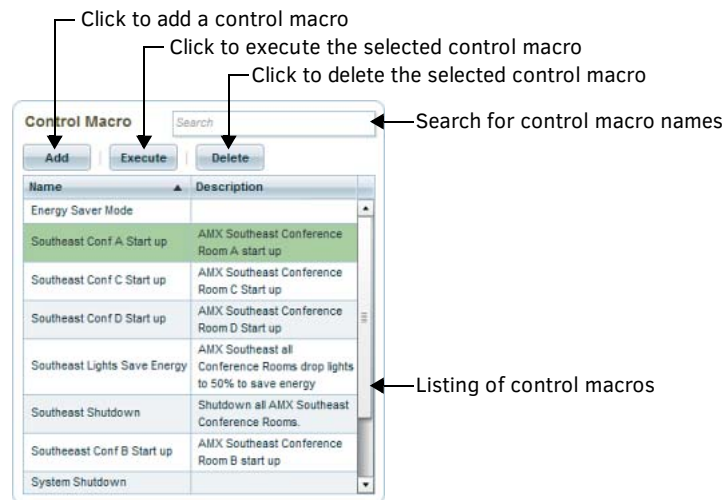 Click to add a control macro
Click to execute the selected control macro
Click to delete the selected control macro
Control Macro
Search
Search for control macro names
Add
Execute
Delete
Name
Description
Energy Saver Mode
Southeast Conf A Start up
AMX Southeast Conference
Room A start up
Southeast Conf C Start up
AMX Southeast Conference
Room C Start up
Southeast Conf D Start up
AMX Southeast Conference
Room D Start up
Southeast Lights Save Energy
AMX Southeast all
Conference Rooms drop lights
to 50% to save energy
Listing of control macros
Southeast Shutdown
Shutdown all AMX Southeast
Conference Rooms.
Southeeast Conf B Start up
AMX Southeast Conference
Room B start up
System Shutdown